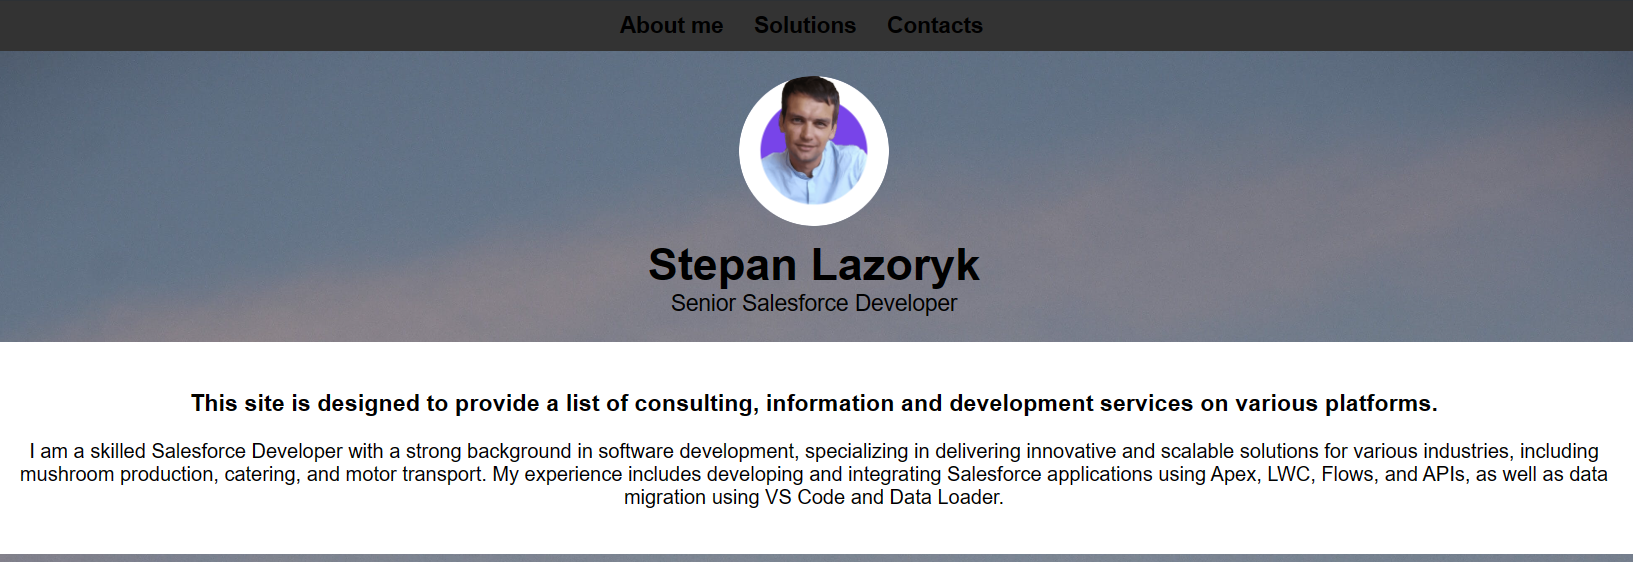 About me Solutions Contacts
Stepan Lazoryk
Senior Salesforce Developer
This site is designed to provide a list of consulting, information and development services on various platforms.
I am a skilled Salesforce Developer with a strong background in software development, specializing in delivering innovative and scalable solutions for various industries, including
mushroom production, catering, and motor transport. My experience includes developing and integrating Salesforce applications using Apex, LWC, Flows, and APIs, as well as data
migration using VS Code and Data Loader.